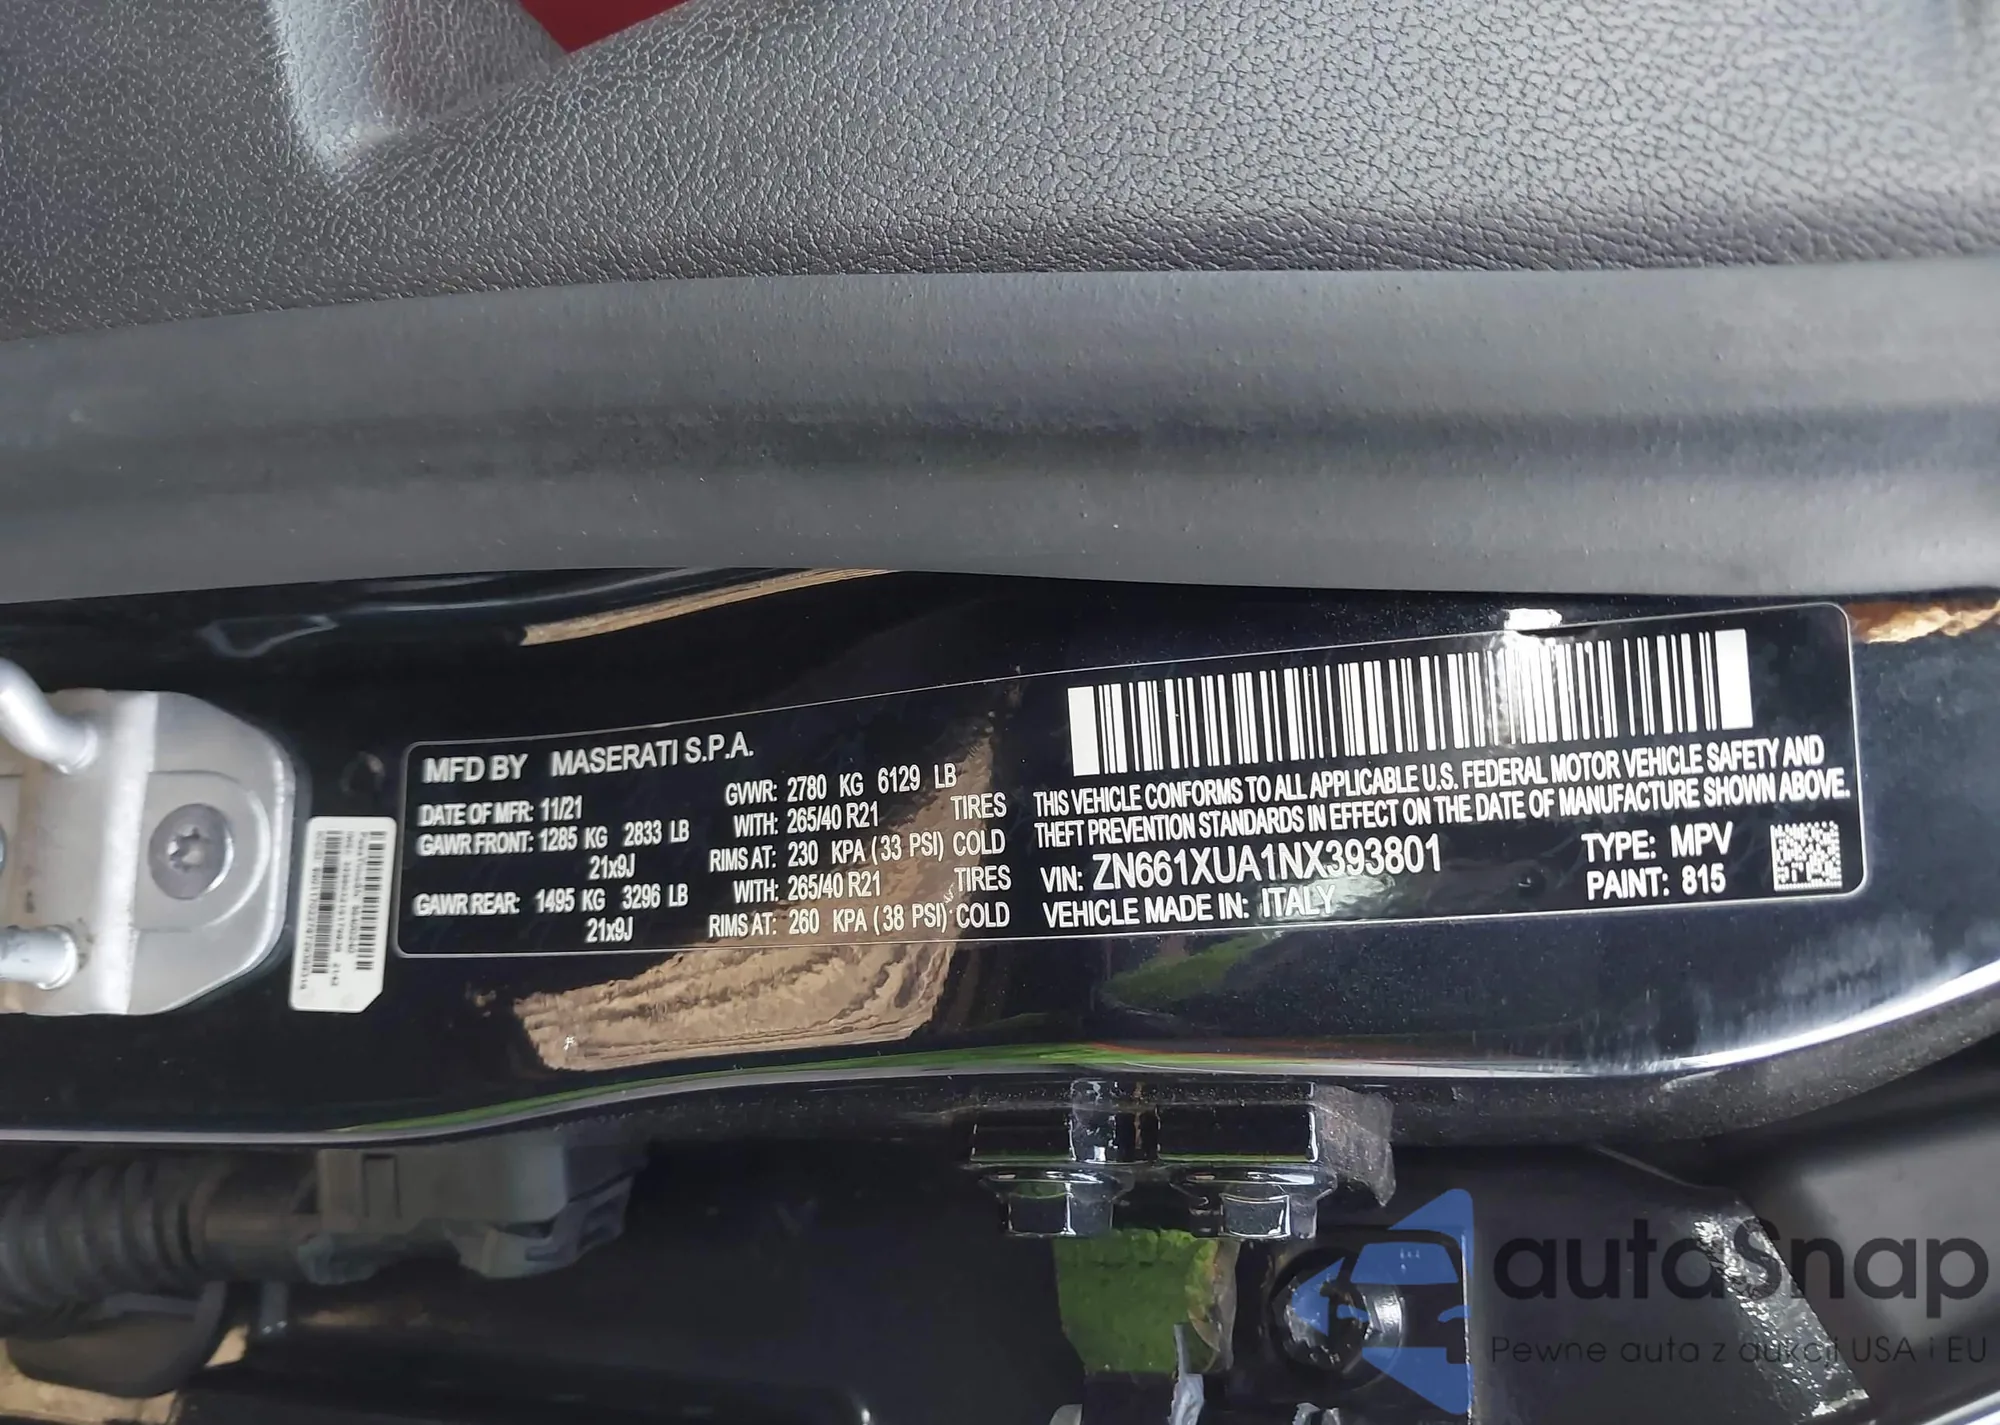 MFD BY MASERATI S.P.A.
DATE OF MFR: 11/21
GVWR: 2780 KG 6129 LB
GAWR FRONT: 1285 KG 2833 LB WITH: 265/40 R21 TIRES
21x9J RIMS AT: 230 KPA (33 PSI) COLD
GAWR REAR: 1495 KG 3296 LB WITH: 265/40 R21 TIRES
21x9J RIMS AT: 260 KPA (38 PSI) COLD
THIS VEHICLE CONFORMS TO ALL APPLICABLE U.S. FEDERAL MOTOR VEHICLE SAFETY AND
THEFT PREVENTION STANDARDS IN EFFECT ON THE DATE OF MANUFACTURE SHOWN ABOVE.
VIN: ZN661XUA1NX393801 TYPE: MPV
VEHICLE MADE IN: ITALY PAINT: 815
autoSnap
Pewne auta z aukcji USA i EU